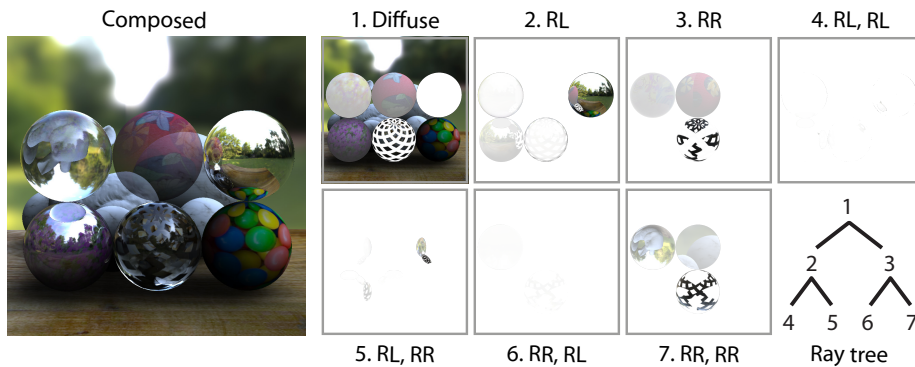 Composed
1. Diffuse
2. RL
3. RR
4. RL, RL
5. RL, RR
6. RR, RL
7. RR, RR
1
2 3
4 5 6 7
Ray tree